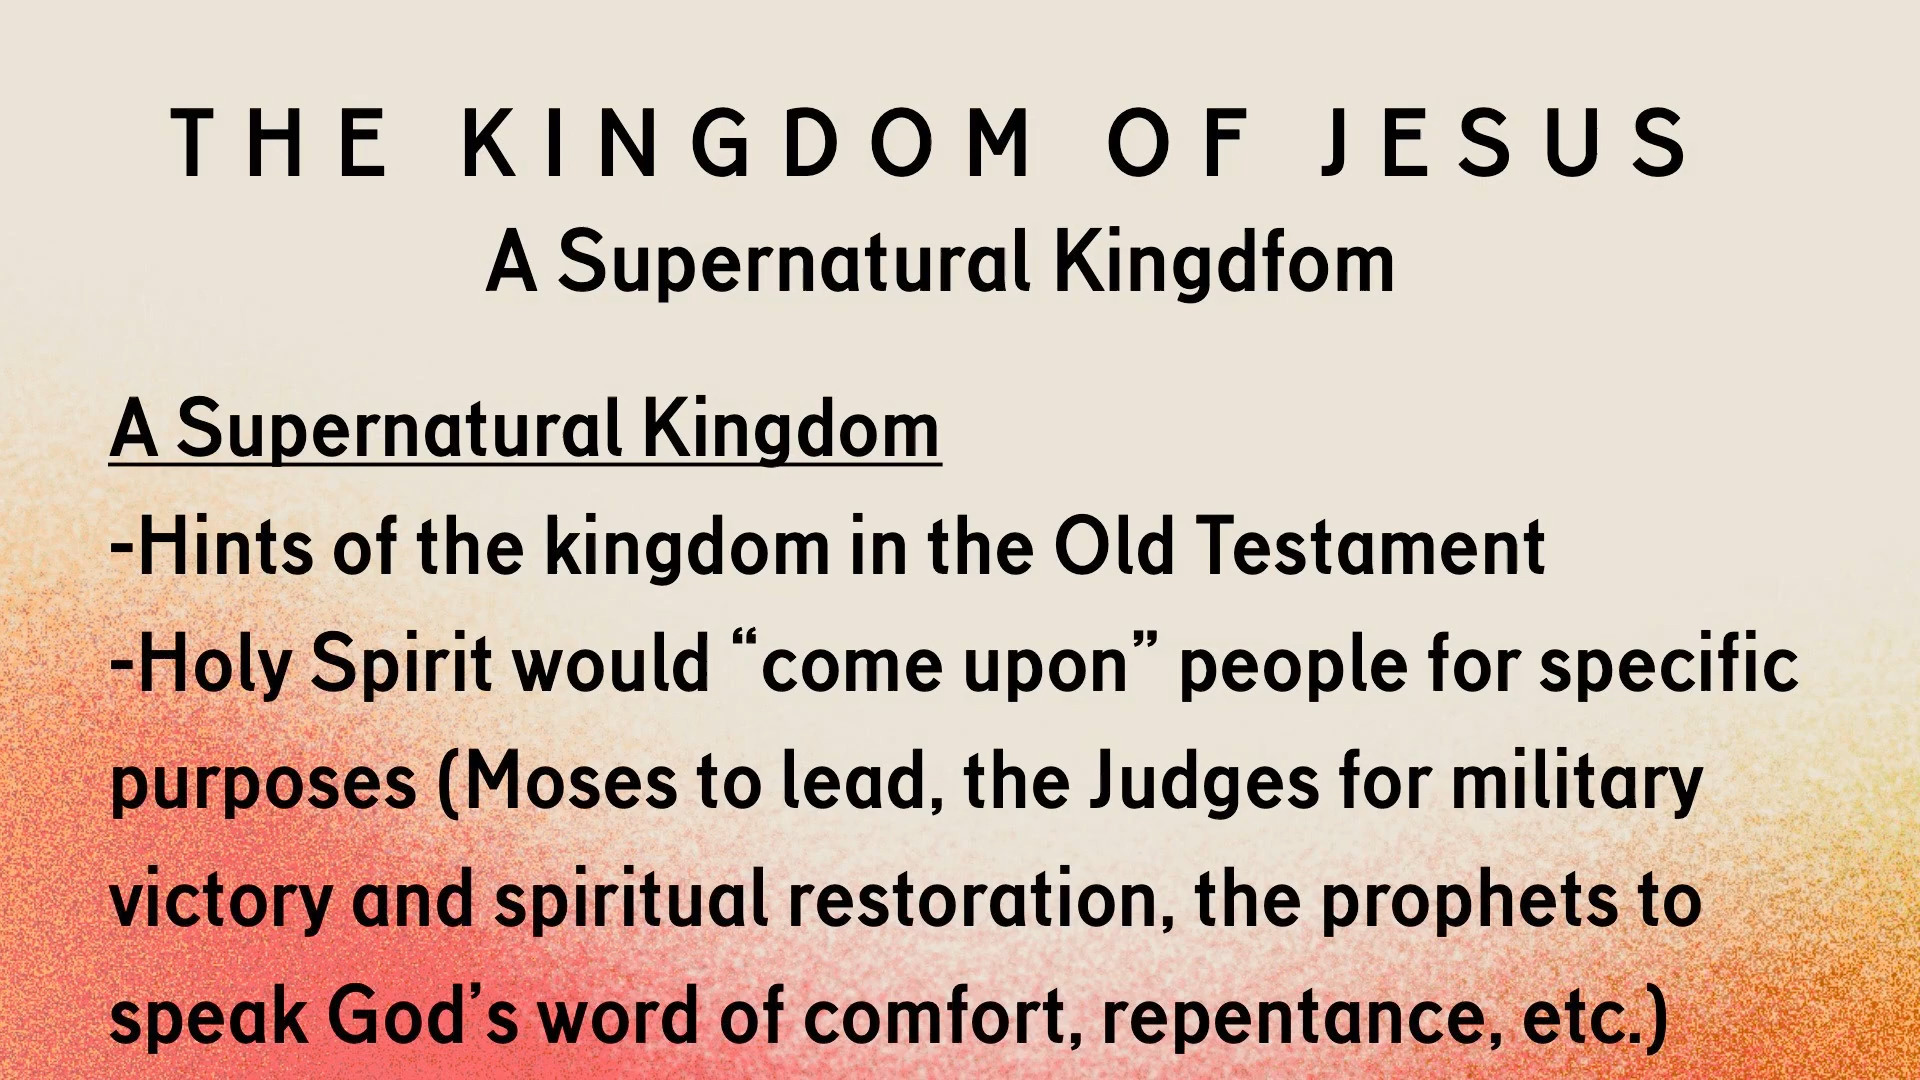 THE KINGDOM OF JESUS
A Supernatural Kingdfom
A Supernatural Kingdom
-Hints of the kingdom in the Old Testament
-Holy Spirit would “come upon” people for specific
purposes (Moses to lead, the Judges for military
victory and spiritual restoration, the prophets to
speak God’s word of comfort, repentance, etc.)